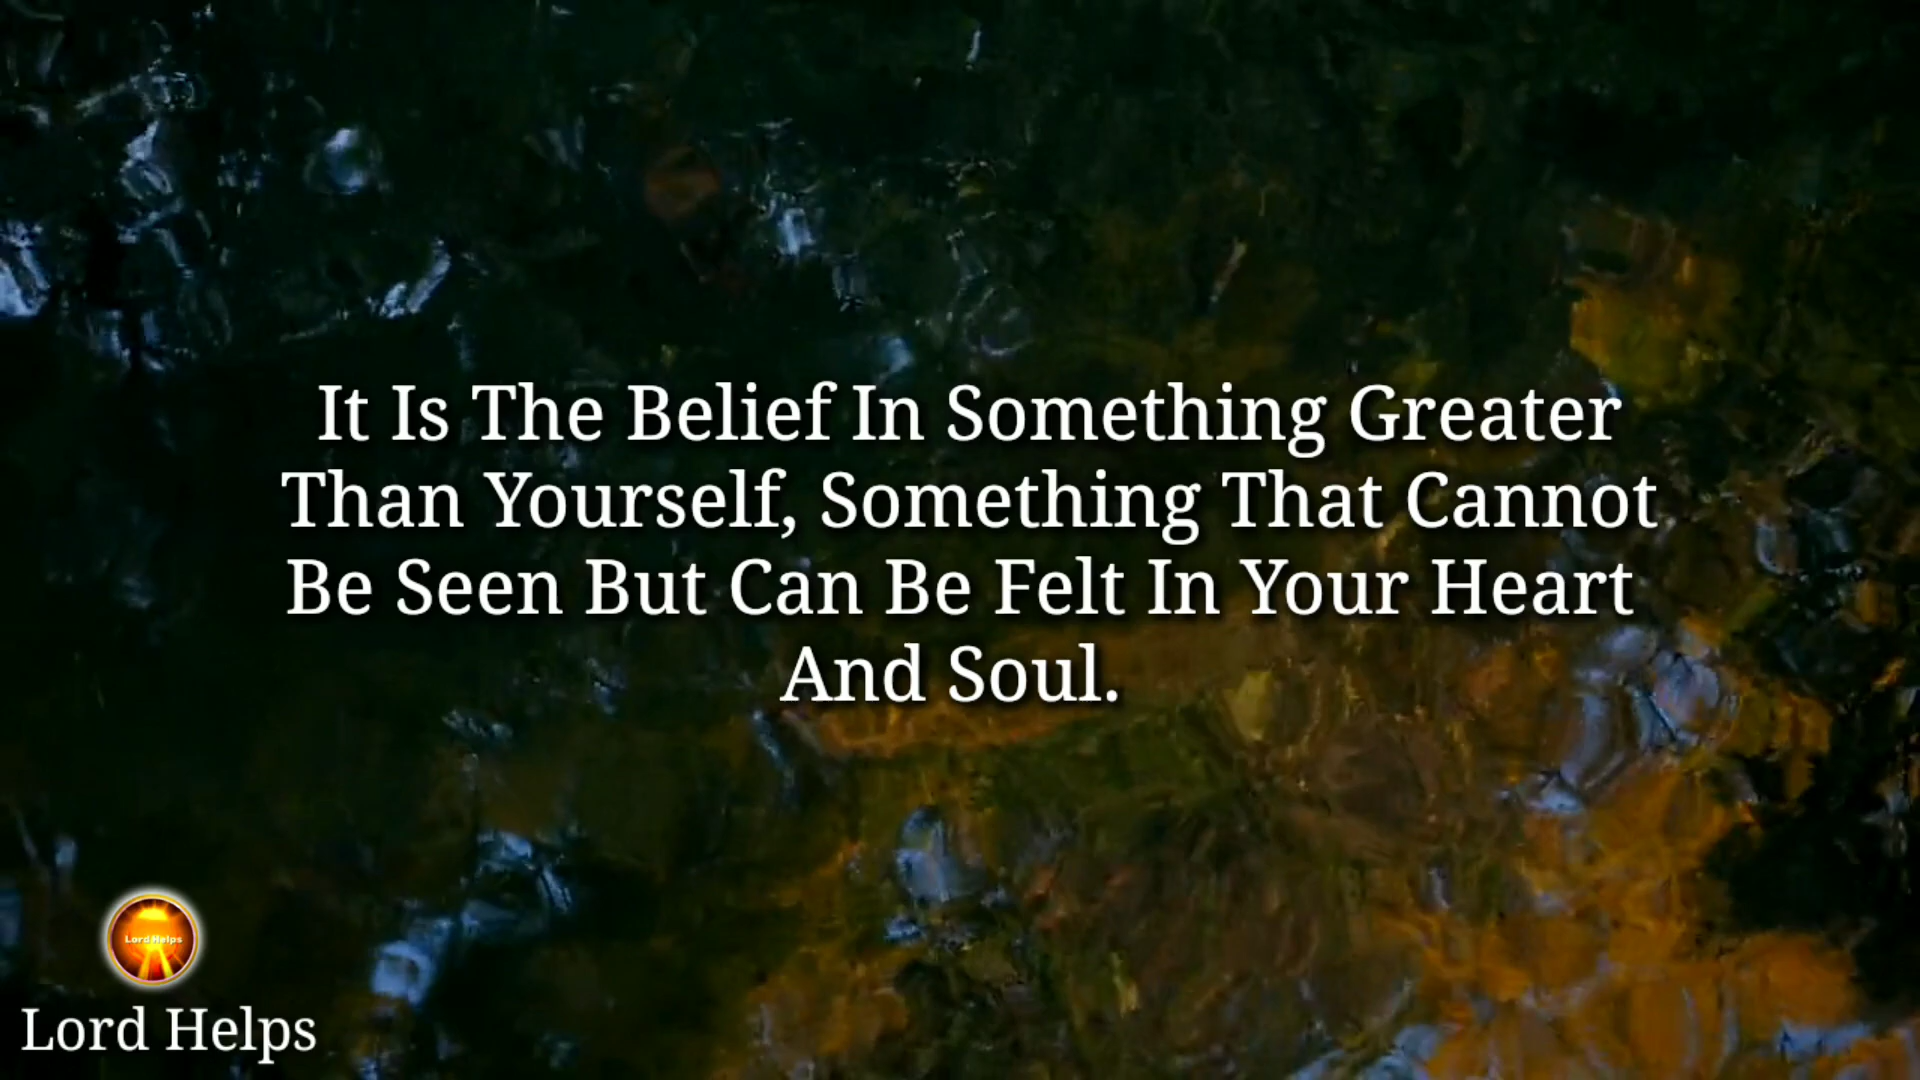 It Is The Belief In Something Greater
Than Yourself, Something That Cannot
Be Seen But Can Be Felt In Your Heart
And Soul.
Lord Helps
Lord Helps